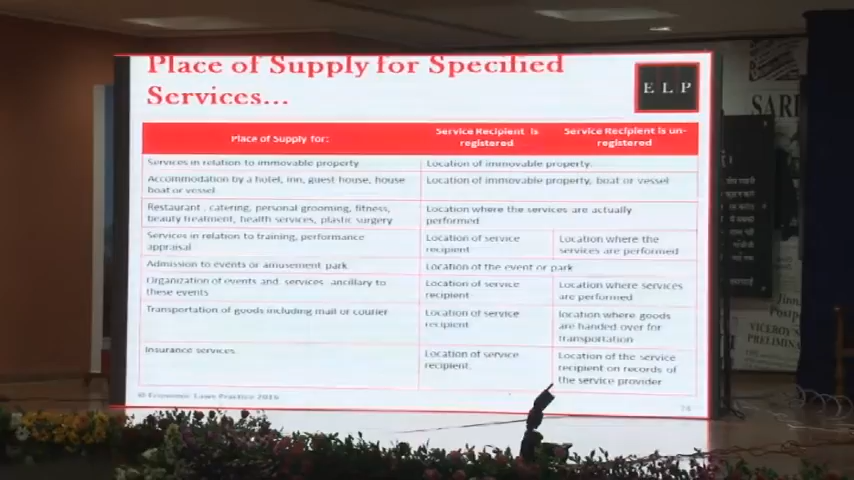 Place of Supply for Specified
Services...
E L P
Place of Supply for:
Service Recipient is
registered
Service Recipient is un-
registered
Services in relation to immovable property
Location of immovable property.
Accommodation by a hotel, inn, guest house, house
boat or vessel
Location of immovable property, boat or vessel
Restaurant, catering, personal grooming, fitness,
beauty treatment, health services, plastic surgery
Location where the services are actually
performed
Services in relation to training, performance
appraisal
Location of service
recipient
Location where the
services are performed
Admission to events or amusement park
Location of the event or park
Organization of events and services ancillary to
these events
Location of service
recipient
Location where services
are performed
Transportation of goods including mail or courier
Location of service
recipient
location where goods
are handed over for
transportation
Insurance services
Location of service
recipient.
Location of the service
recipient on records of
the service provider
© Economic Laws Practice 2016
24
SARD
VICEROY'S
PRELIMINA